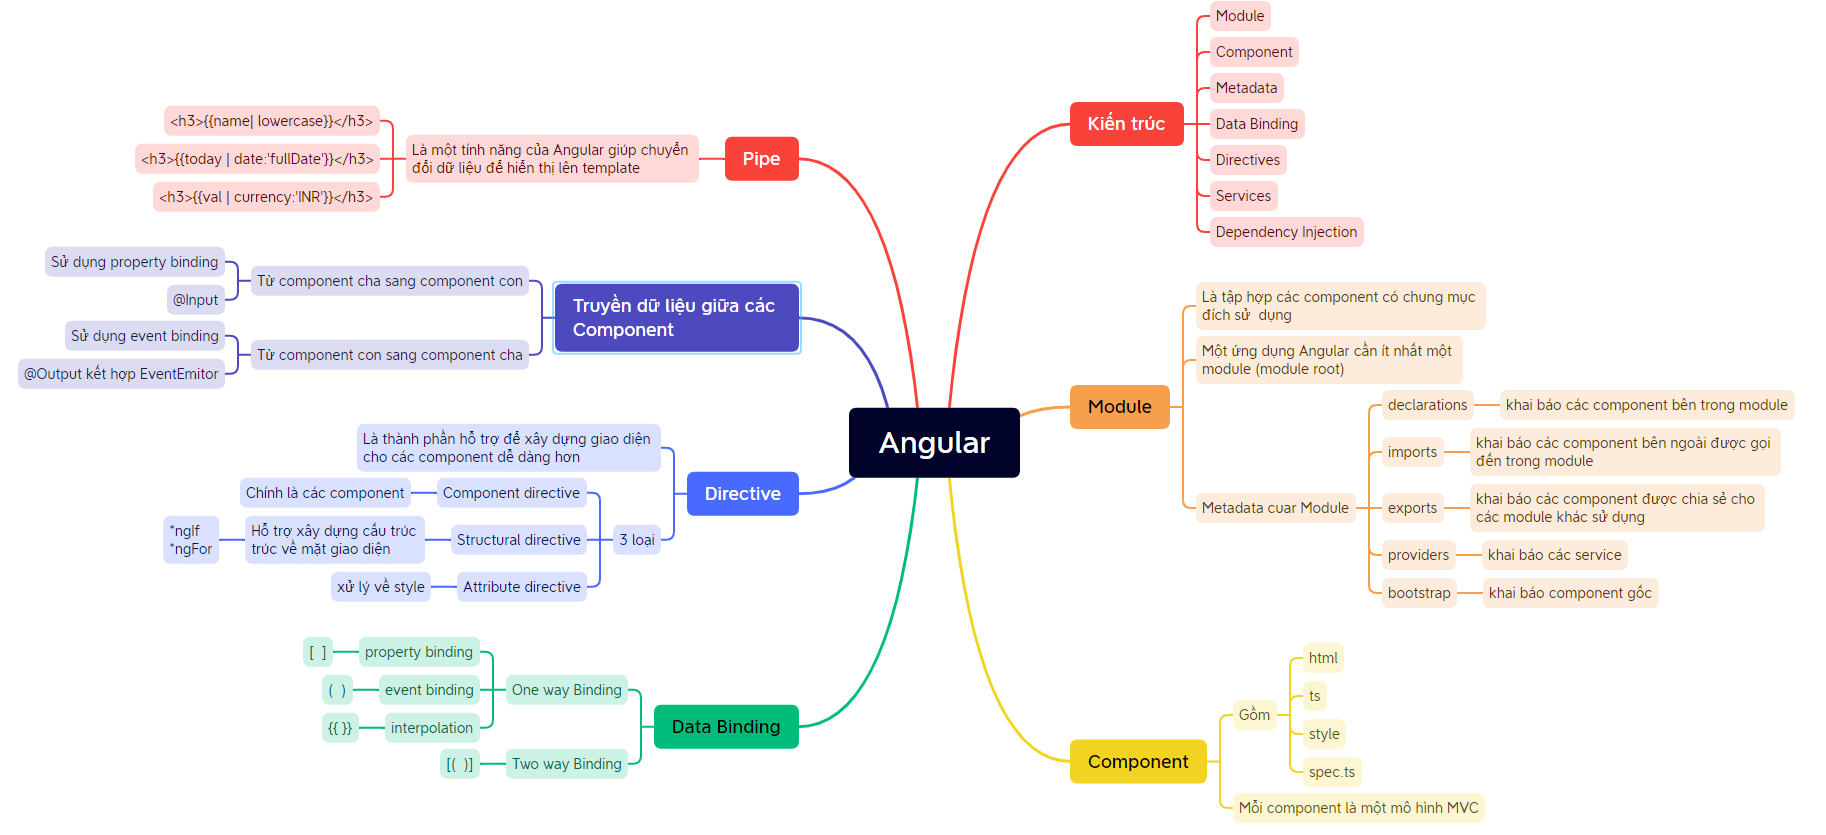 Angular
Kiến trúc
Module
Component
Metadata
Data Binding
Directives
Services
Dependency Injection
Module
Là tập hợp các component có chung mục
đích sử  dụng
Một ứng dụng Angular cần ít nhất một
module (module root)
Metadata cuar Module
declarations
khai báo các component bên trong module
imports
khai báo các component bên ngoài được gọi
đến trong module
exports
khai báo các component được chia sẻ cho
các module khác sử dụng
providers
khai báo các service
bootstrap
khai báo component gốc
Component
Gồm
html
ts
style
spec.ts
Mỗi component là một mô hình MVC
Pipe
Là một tính năng của Angular giúp chuyển
đổi dữ liệu để hiển thị lên template
<h3>{{name| lowercase}}</h3>
<h3>{{today | date:'fullDate'}}</h3>
<h3>{{val | currency:'INR'}}</h3>
Truyền dữ liệu giữa các
Component
Từ component cha sang component con
Sử dụng property binding
@Input
Từ component con sang component cha
Sử dụng event binding
@Output kết hợp EventEmitor
Directive
Là thành phần hỗ trợ để xây dựng giao diện
cho các component dễ dàng hơn
3 loại
Component directive
Chính là các component
Structural directive
Hỗ trợ xây dựng cấu trúc
trúc về mặt giao diện
*ngIf
*ngFor
Attribute directive
xử lý về style
Data Binding
One way Binding
property binding
[  ]
event binding
(  )
interpolation
{{ }}
Two way Binding
[(  )]